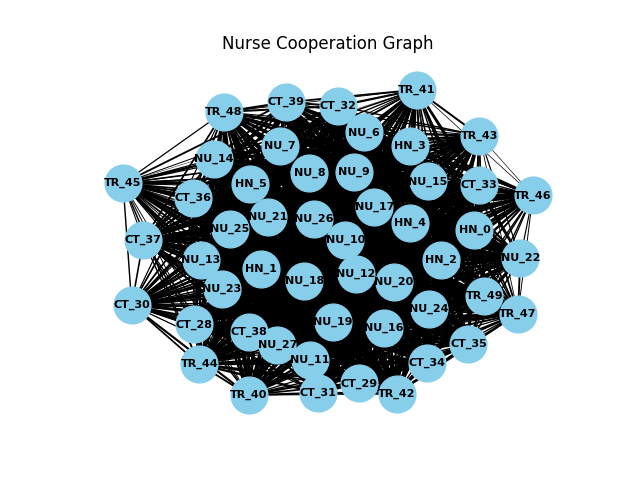 Nurse Cooperation Graph
TR_41
CT_39
CT_32
TR_48
NU_6
TR_43
NU_7
HN_3
NU_14
NU_8
NU_9
NU_15
TR_45
HN_5
CT_33
CT_36
TR_46
NU_17
NU_21
NU_26
HN_4
NU_25
HN_0
CT_37
NU_10
NU_22
NU_13
HN_2
HN_1
NU_12
NU_18
NU_20
NU_23
TR_49
CT_30
NU_24
TR_47
NU_19
CT_28
NU_16
CT_38
NU_27
CT_35
NU_11
CT_34
TR_44
CT_29
CT_31
TR_42
TR_40